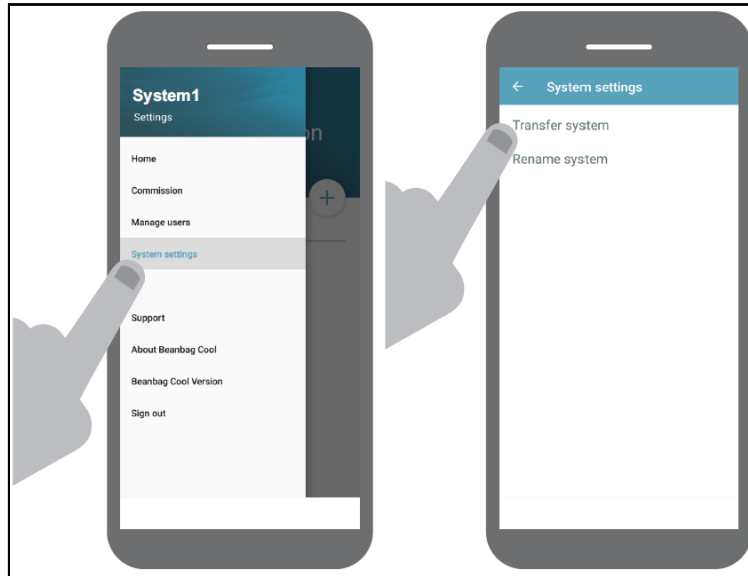 System1
Settings
on
Home
Commission
+
Manage users
System settings
Support
About Beanbag Cool
Beanbag Cool Version
Sign out
← System settings
Transfer system
Rename system